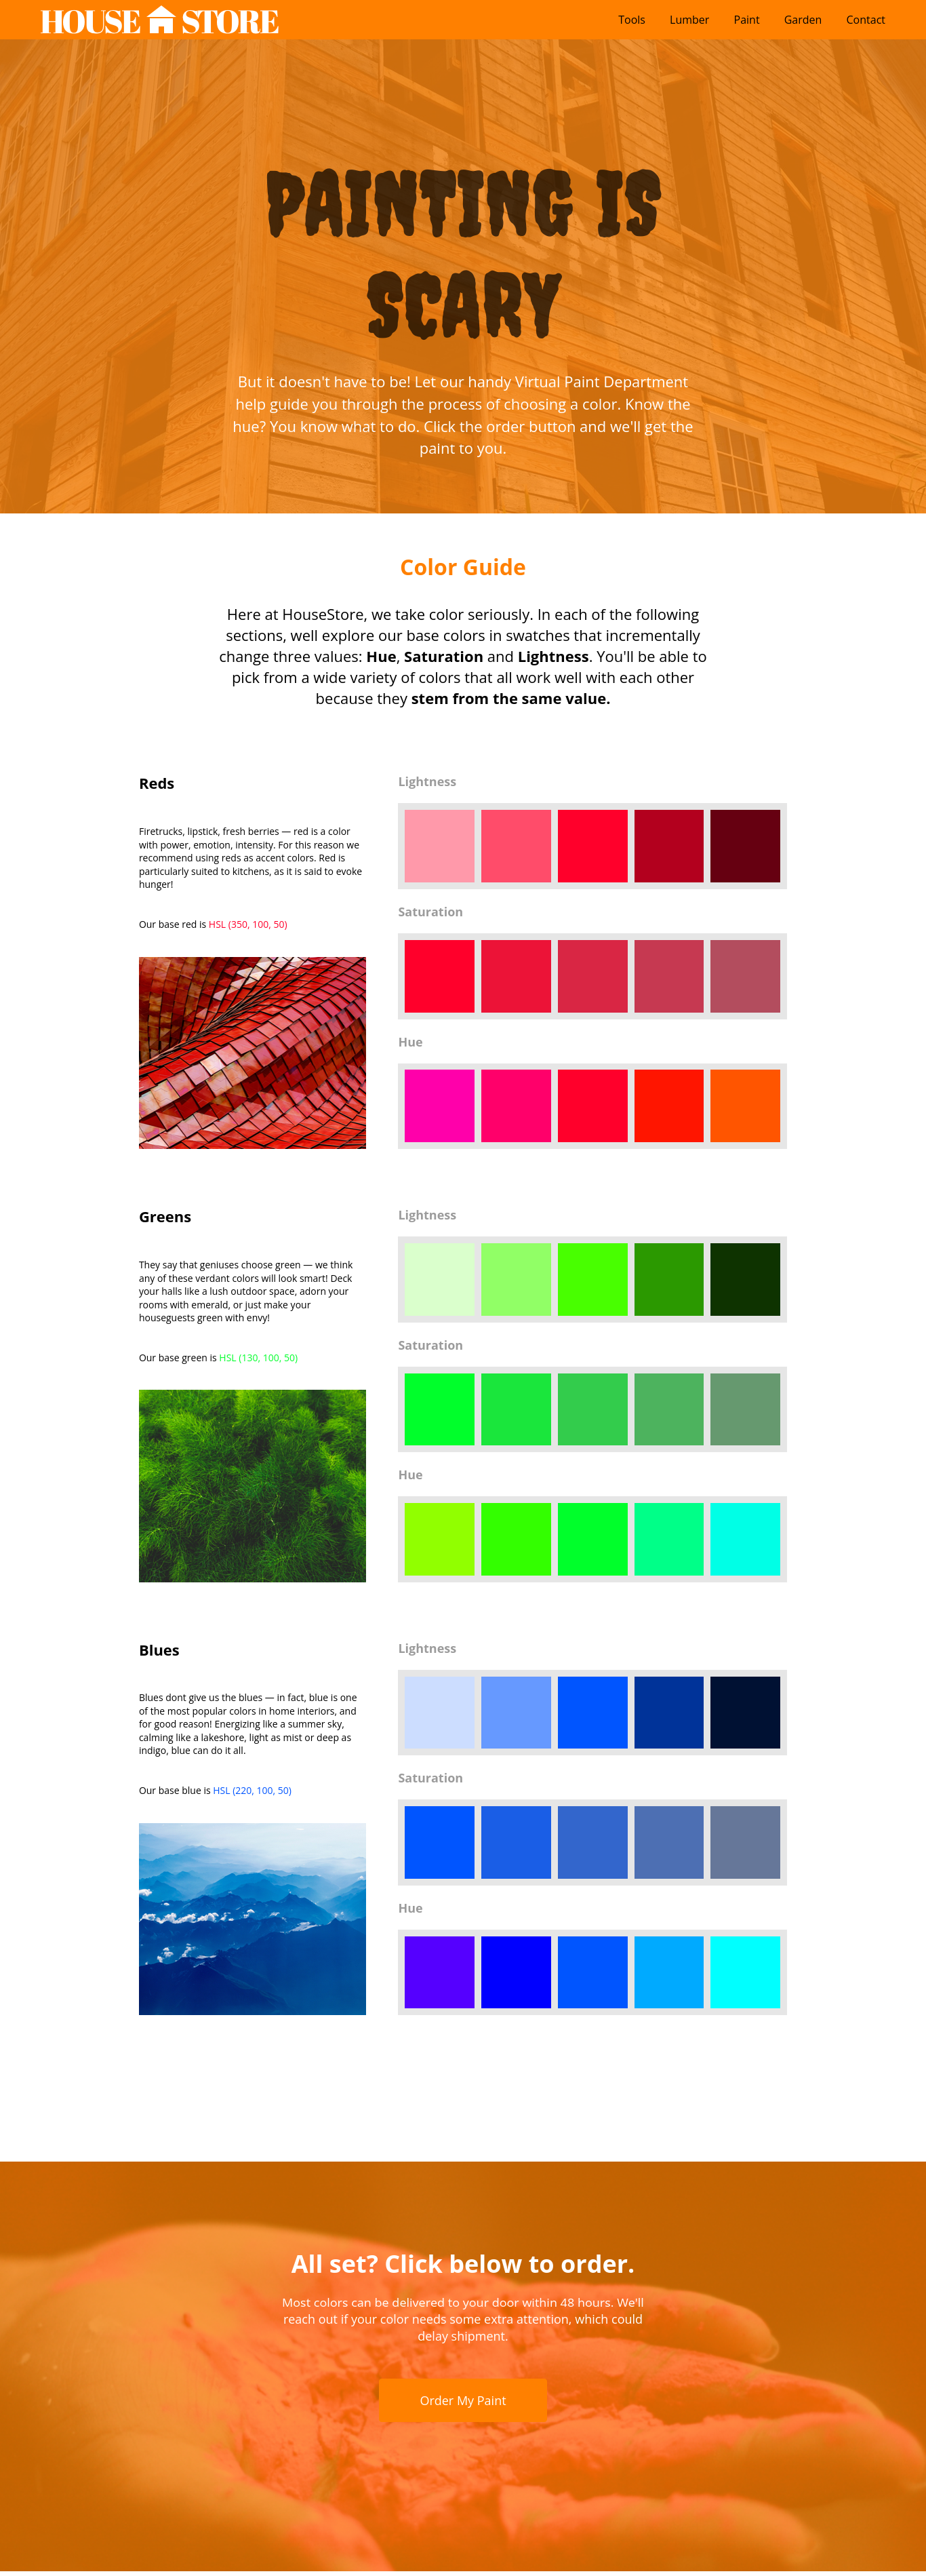 HOUSE STORE
Tools Lumber Paint Garden Contact
PAINTING IS
SCARY
But it doesn't have to be! Let our handy Virtual Paint Department
help guide you through the process of choosing a color. Know the
hue? You know what to do. Click the order button and we'll get the
paint to you.
Color Guide
Here at HouseStore, we take color seriously. In each of the following
sections, well explore our base colors in swatches that incrementally
change three values: Hue, Saturation and Lightness. You'll be able to
pick from a wide variety of colors that all work well with each other
because they stem from the same value.
Reds
Firetrucks, lipstick, fresh berries — red is a color
with power, emotion, intensity. For this reason we
recommend using reds as accent colors. Red is
particularly suited to kitchens, as it is said to evoke
hunger!
Our base red is HSL (350, 100, 50)
Lightness
Saturation
Hue
Greens
They say that geniuses choose green — we think
any of these verdant colors will look smart! Deck
your halls like a lush outdoor space, adorn your
rooms with emerald, or just make your
houseguests green with envy!
Our base green is HSL (130, 100, 50)
Lightness
Saturation
Hue
Blues
Blues dont give us the blues — in fact, blue is one
of the most popular colors in home interiors, and
for good reason! Energizing like a summer sky,
calming like a lakeshore, light as mist or deep as
indigo, blue can do it all.
Our base blue is HSL (220, 100, 50)
Lightness
Saturation
Hue
All set? Click below to order.
Most colors can be delivered to your door within 48 hours. We'll
reach out if your color needs some extra attention, which could
delay shipment.
Order My Paint